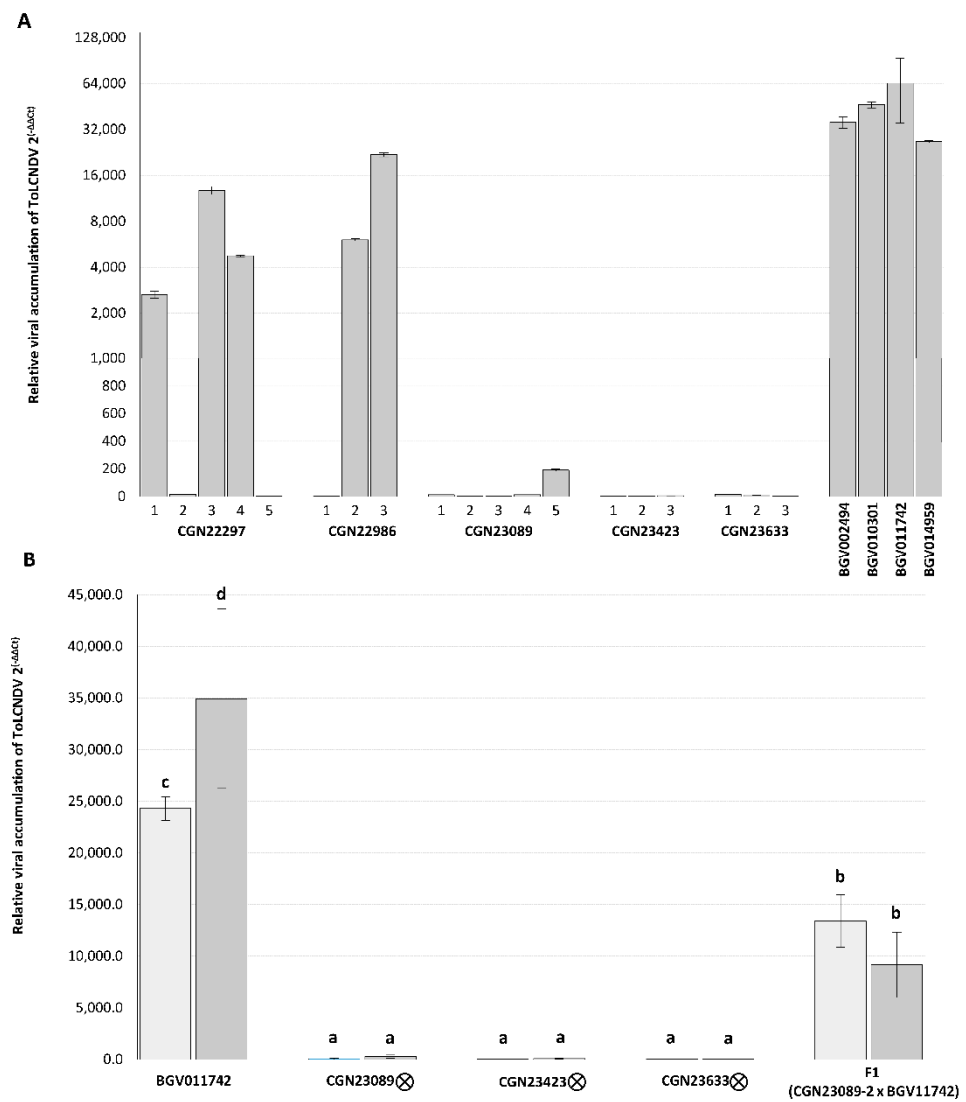 A
Relative viral accumulation of ToLCNDV 2(-ΔΔCt)
128,000
64,000
32,000
16,000
8,000
4,000
2,000
1,000
800
600
400
200
0
1 2 3 4 5 1 2 3 1 2 3 4 5 1 2 3 1 2 3
CGN22297 CGN22986 CGN23089 CGN23423 CGN23633
BGV002494
BGV010301
BGV011742
BGV014959
B
Relative viral accumulation of ToLCNDV 2(-ΔΔCt)
45,000.0
40,000.0
35,000.0
30,000.0
25,000.0
20,000.0
15,000.0
10,000.0
5,000.0
0.0
c d a a a a a a b b
BGV011742 CGN23089⊗ CGN23423⊗ CGN23633⊗ F1
(CGN23089-2 x BGV11742)